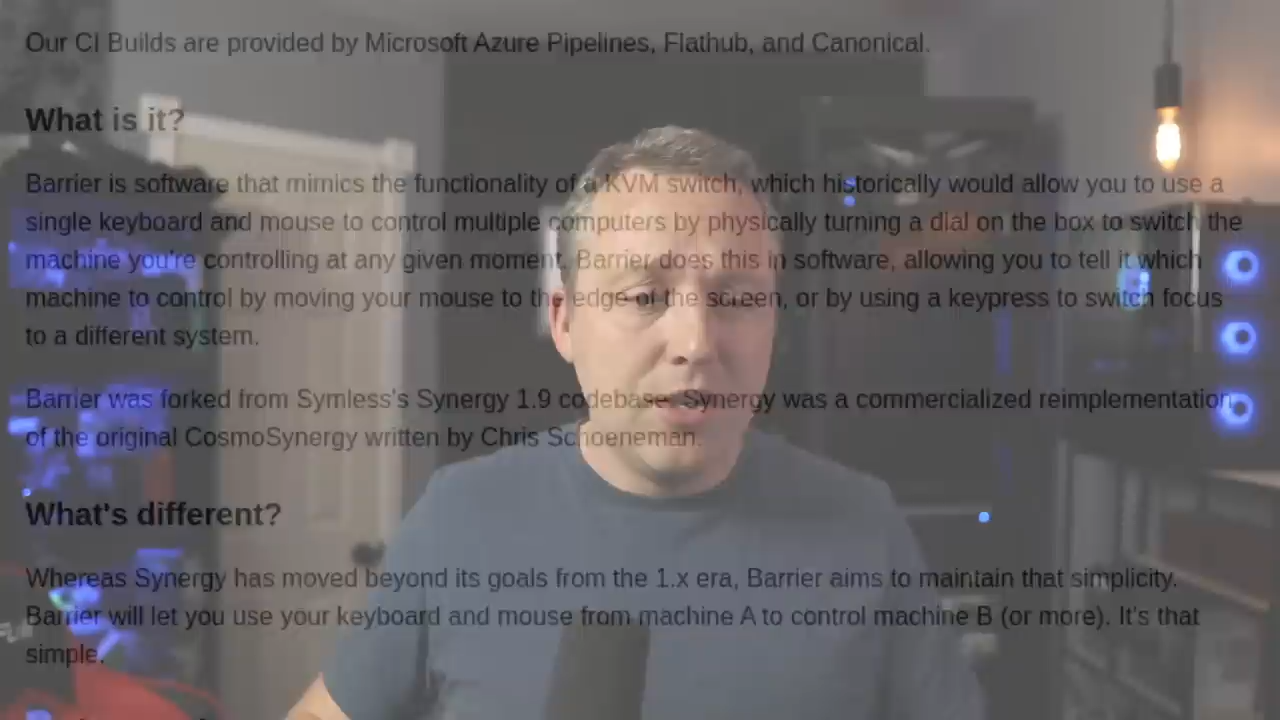 Our CI Builds are provided by Microsoft Azure Pipelines, Flathub, and Canonical.
What is it?
Barrier is software that mimics the functionality of a KVM switch, which historically would allow you to use a
single keyboard and mouse to control multiple computers by physically turning a dial on the box to switch the
machine you're controlling at any given moment. Barrier does this in software, allowing you to tell it which
machine to control by moving your mouse to the edge of the screen, or by using a keypress to switch focus
to a different system.
Barrier was forked from Symless's Synergy 1.9 codebase. Synergy was a commercialized reimplementation
of the original CosmoSynergy written by Chris Schoeneman.
What's different?
Whereas Synergy has moved beyond its goals from the 1.x era, Barrier aims to maintain that simplicity.
Barrier will let you use your keyboard and mouse from machine A to control machine B (or more). It's that
simple.